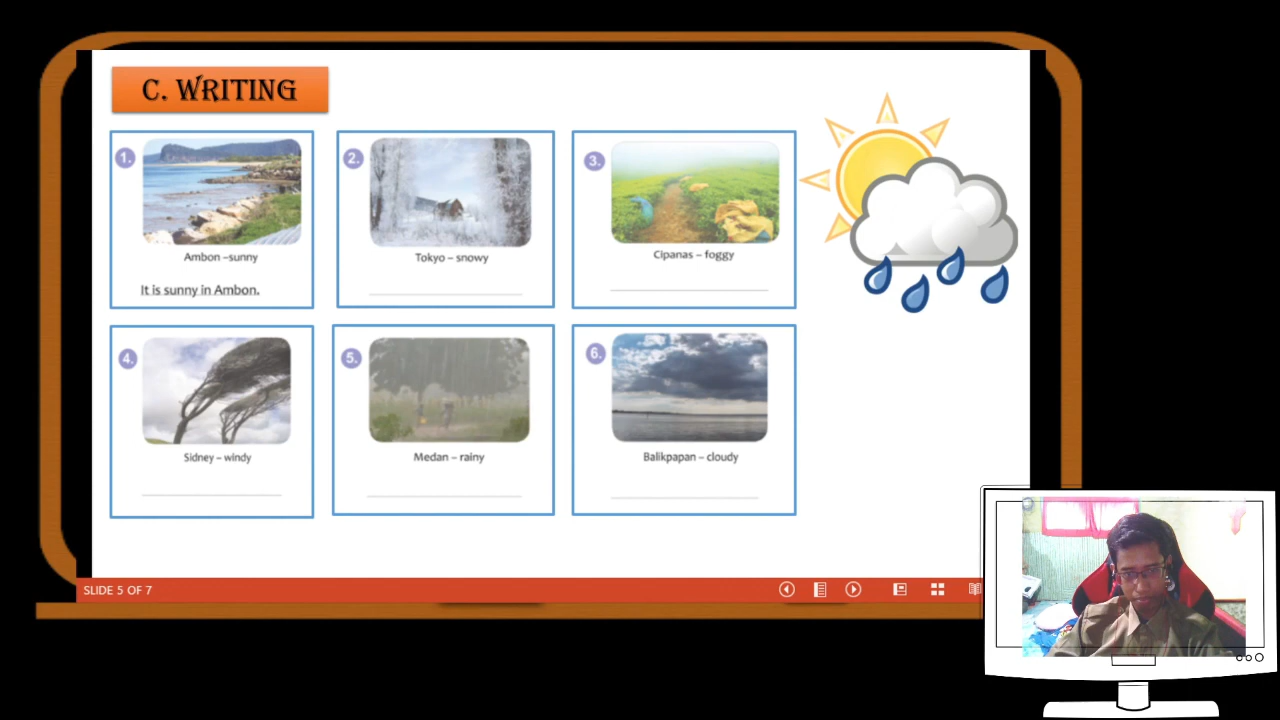 C. WRITING
1.
Ambon –sunny
It is sunny in Ambon.
2.
Tokyo – snowy
3.
Cipanas – foggy
4.
Sidney – windy
5.
Medan – rainy
6.
Balikpapan – cloudy
SLIDE 5 OF 7